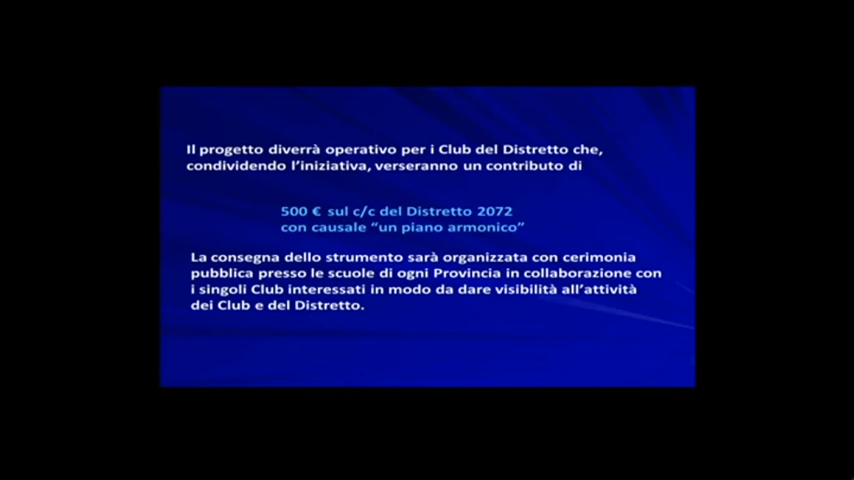 Il progetto diverrà operativo per i Club del Distretto che,
condividendo l'iniziativa, verseranno un contributo di
500 € sul c/c del Distretto 2072
con causale “un piano armonico”
La consegna dello strumento sarà organizzata con cerimonia
pubblica presso le scuole di ogni Provincia in collaborazione con
i singoli Club interessati in modo da dare visibilità all'attività
dei Club e del Distretto.